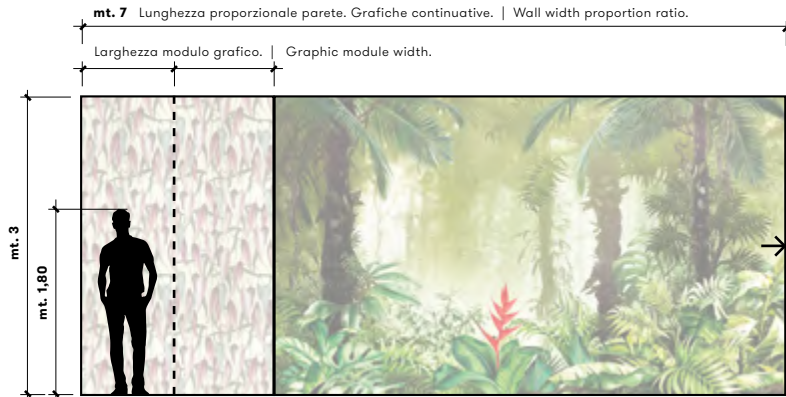 mt. 7 Lunghezza proporzionale parete. Grafiche continuative. | Wall width proportion ratio.
Larghezza modulo grafico. | Graphic module width.
mt. 3
mt. 1,80